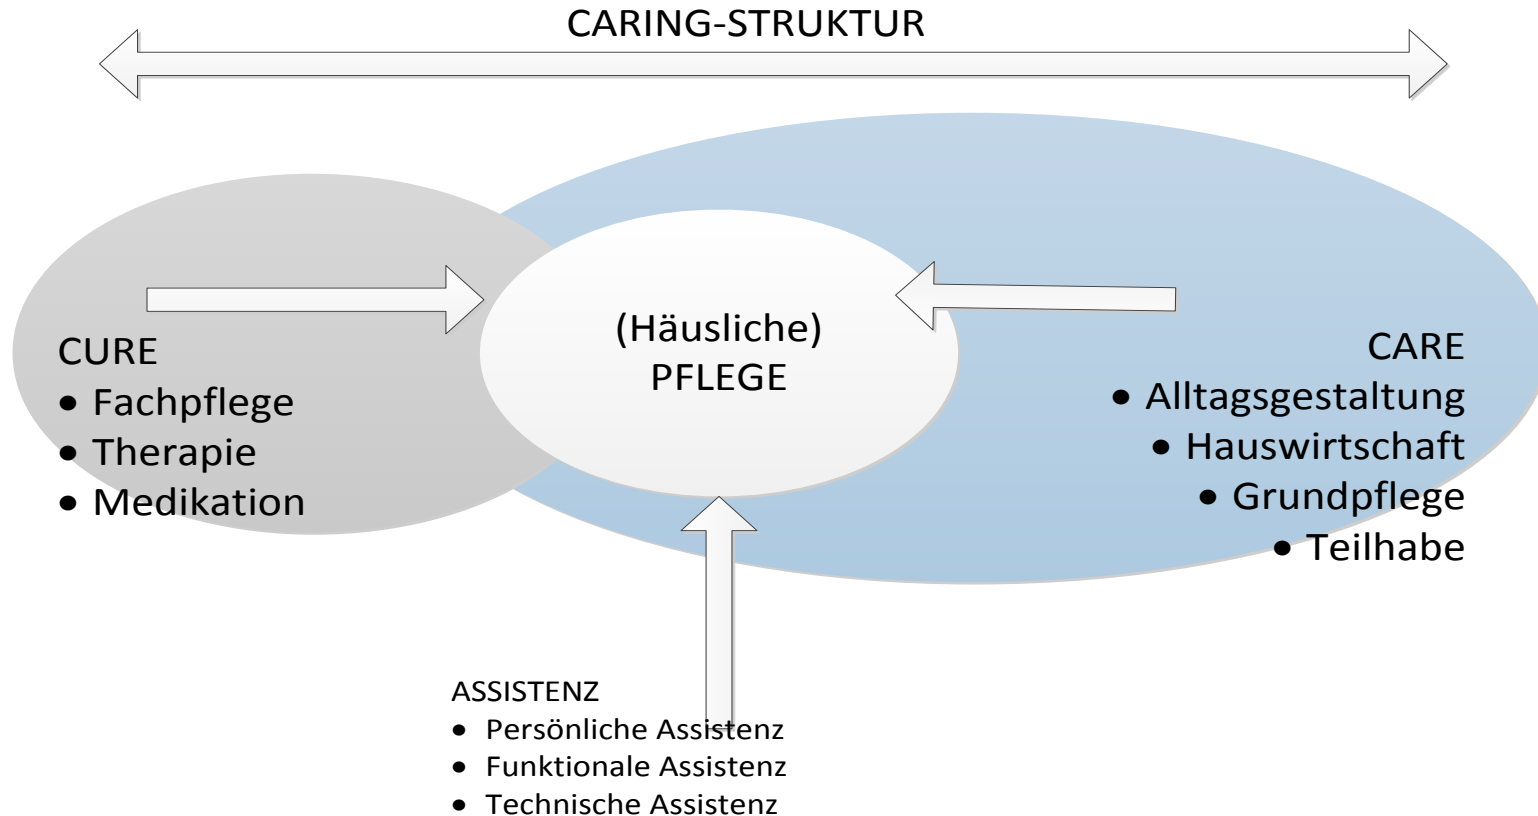 CARING-STRUKTUR
(Häusliche)
PFLEGE
CURE
• Fachpflege
• Therapie
• Medikation
CARE
• Alltagsgestaltung
• Hauswirtschaft
• Grundpflege
• Teilhabe
ASSISTENZ
• Persönliche Assistenz
• Funktionale Assistenz
• Technische Assistenz